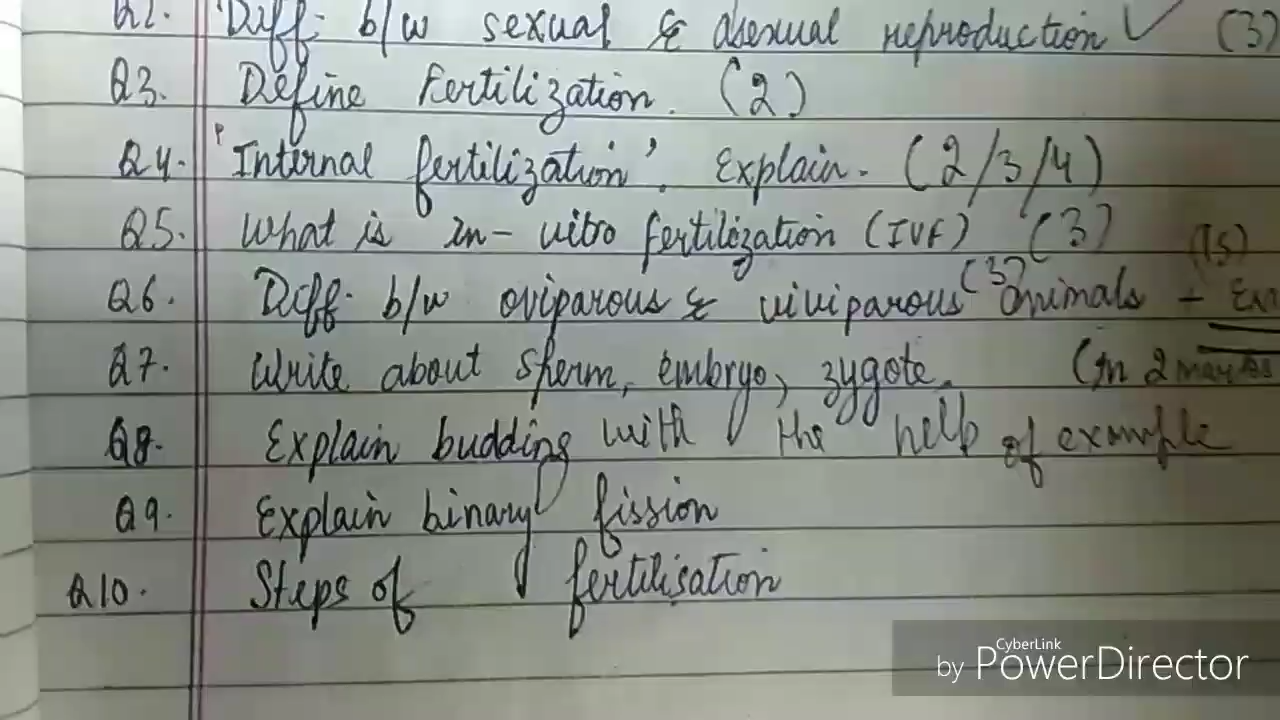 Diff. b/w sexual & asexual reproduction ✓ (3)
Q3. Define Fertilization. (2)
Q4. 'Internal fertilization'. Explain. (2/3/4)
Q5. What is In-vitro fertilization (IVF) (3)
(15)
Q6. Diff. b/w oviparous & viviparous (3) animals -
Q7. Write about sperm, embryo, zygote. (In 2
Q8. Explain budding with the help of example
Q9. Explain binary fission
Q10. Steps of fertilisation
CyberLink
by PowerDirector